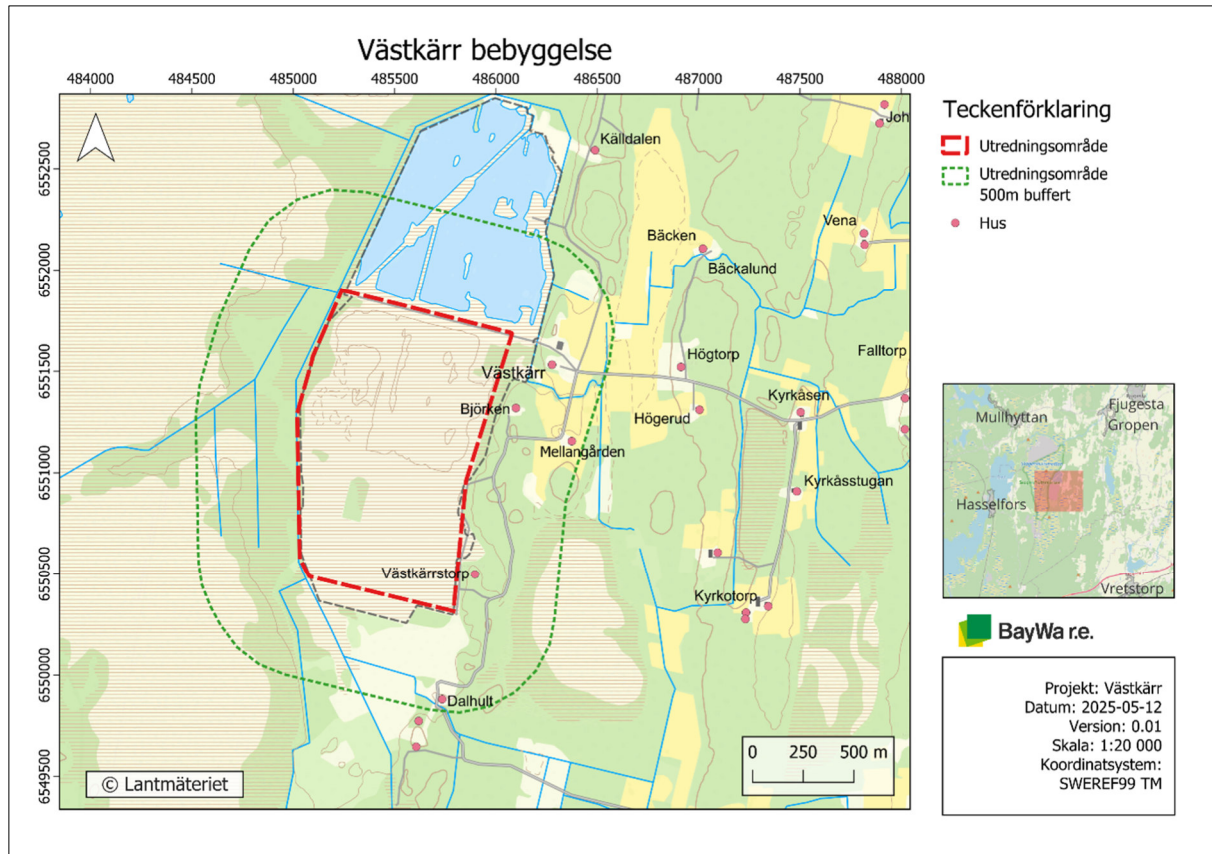 Västkärr bebyggelse
484000 484500 485000 485500 486000 486500 487000 487500 488000
6552500
6552000
6551500
6551000
6550500
6550000
6549500
Källdalen
Joh
Vena
Bäcken
Bäckalund
Västkärr
Högtorp
Falltorp
Björken
Högerud
Kyrkåsen
Mellangården
Kyrkåsstugan
Västkärrstorp
Kyrkotorp
Dalhult
0 250 500 m
© Lantmäteriet
Teckenförklaring
Utredningsområde
Utredningsområde
500m buffert
Hus
Mullhyttan
Fjugesta
Gropen
Hasselfors
Vretstorp
BayWa r.e.
Projekt: Västkärr
Datum: 2025-05-12
Version: 0.01
Skala: 1:20 000
Koordinatsystem:
SWEREF99 TM